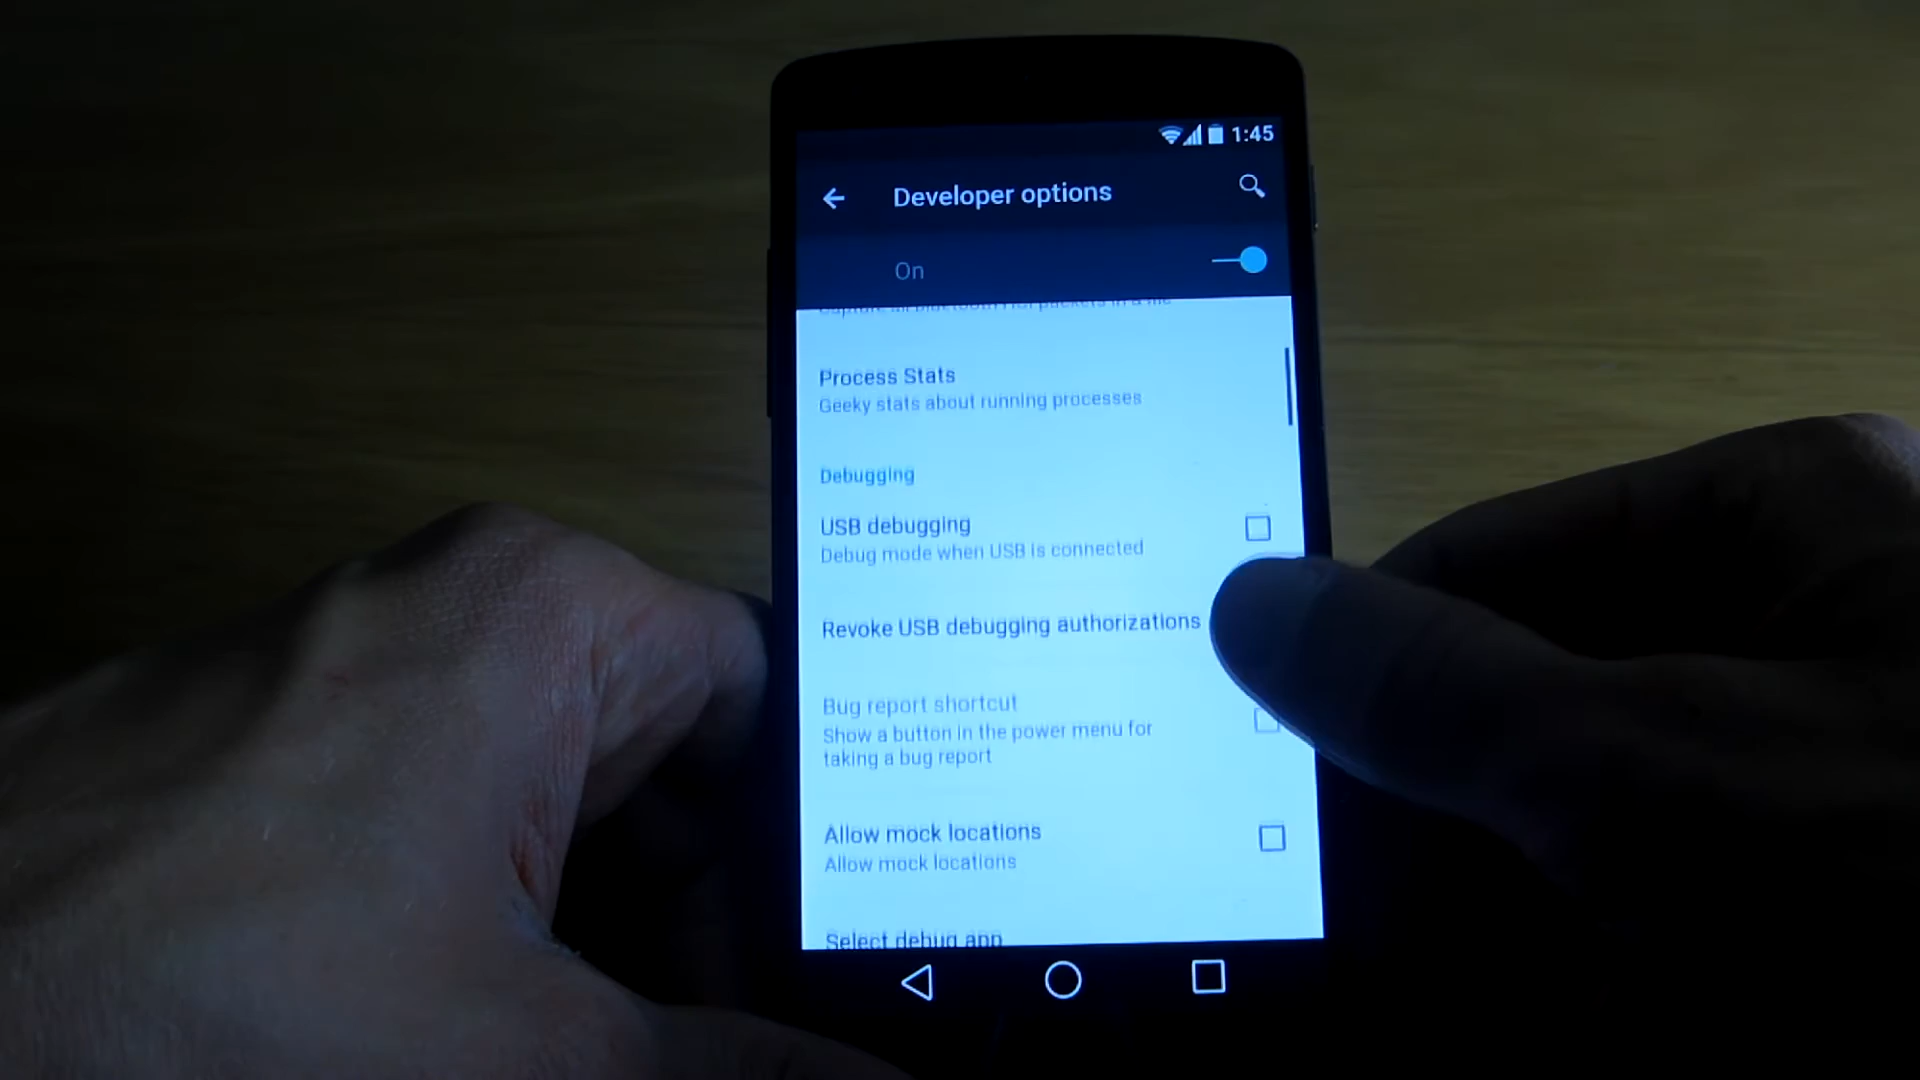 1:45
Developer options
On
Process Stats
Geeky stats about running processes
Debugging
USB debugging
Debug mode when USB is connected
Revoke USB debugging authorizations
Bug report shortcut
Show a button in the power menu for
taking a bug report
Allow mock locations
Allow mock locations
Select debug app